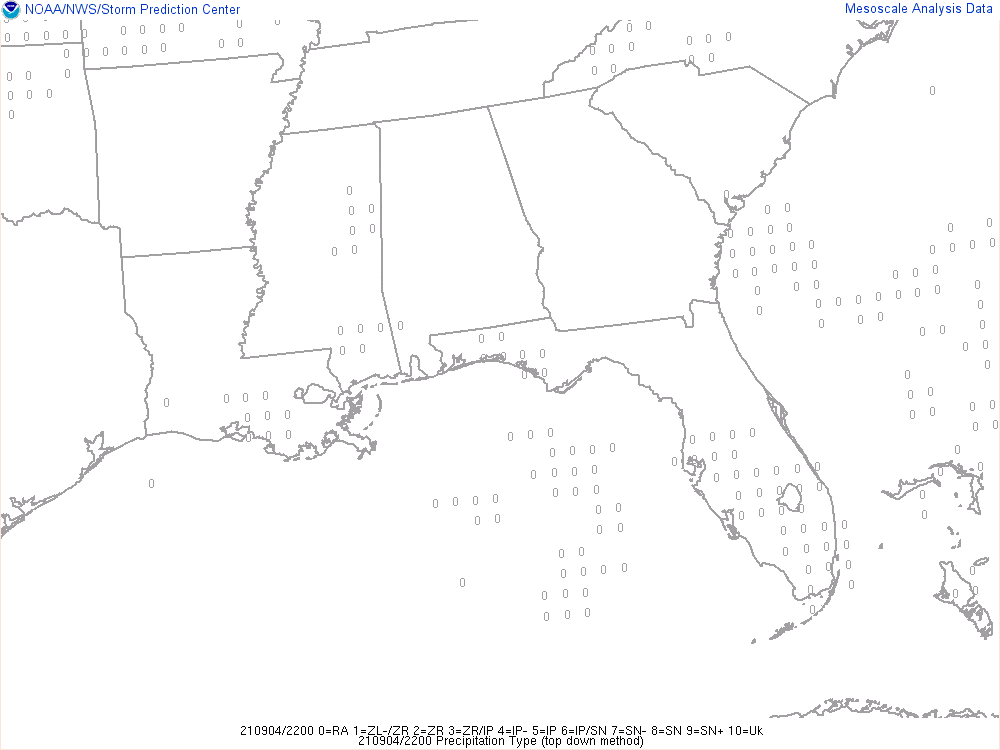 NOAA/NWS/Storm Prediction Center
Mesoscale Analysis Data
210904/2200 0=RA 1=ZL-/ZR 2=ZR 3=ZR/IP 4=IP- 5=IP 6=IP/SN 7=SN- 8=SN 9=SN+ 10=Uk
210904/2200 Precipitation Type (top down method)